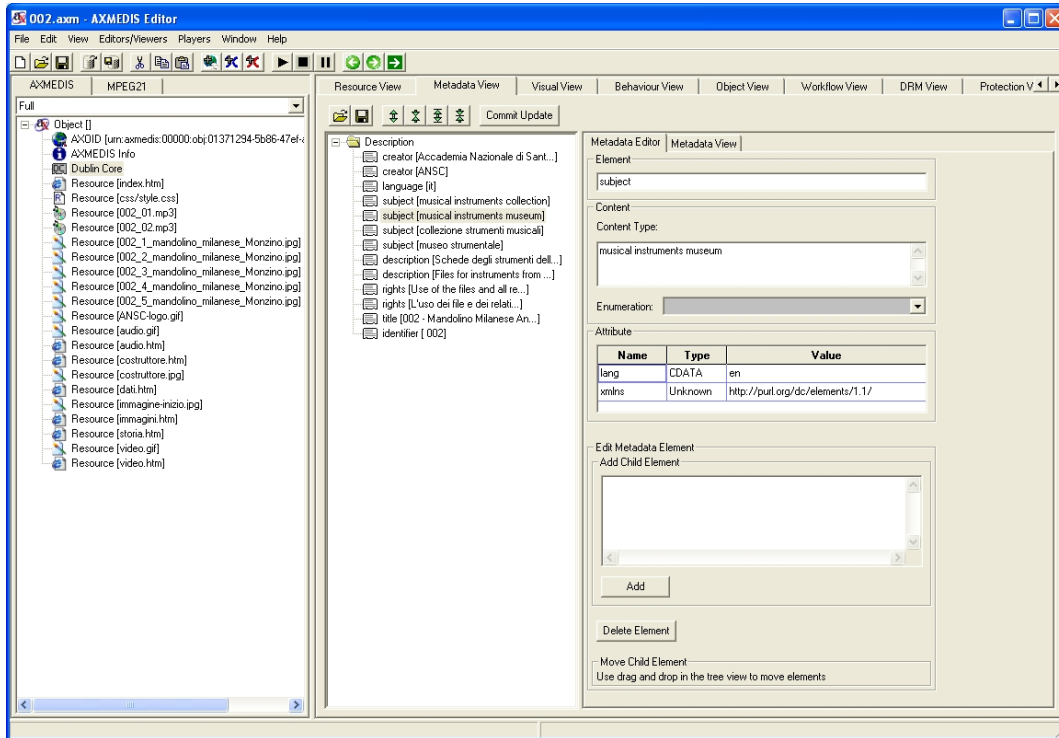 002.axm - AXMEDIS Editor
File Edit View Editors/Viewers Players Window Help
AXMEDIS MPEG21
Full
Object []
AXOID [urn:axmedis:00000:obj:01371294-5b86-47ef-a
AXMEDIS Info
DC Dublin Core
Resource [index.htm]
Resource [css/style.css]
Resource [002_01.mp3]
Resource [002_02.mp3]
Resource [002_1_mandolino_milanese_Monzino.jpg]
Resource [002_2_mandolino_milanese_Monzino.jpg]
Resource [002_3_mandolino_milanese_Monzino.jpg]
Resource [002_4_mandolino_milanese_Monzino.jpg]
Resource [002_5_mandolino_milanese_Monzino.jpg]
Resource [ANSC-logo.gif]
Resource [audio.gif]
Resource [audio.htm]
Resource [costruttore.htm]
Resource [costruttore.jpg]
Resource [dati.htm]
Resource [immagine-inizio.jpg]
Resource [immagini.htm]
Resource [storia.htm]
Resource [video.gif]
Resource [video.htm]
Resource View Metadata View Visual View Behaviour View Object View Workflow View DRM View Protection V
Commit Update
Description
creator [Accademia Nazionale di Sant...]
creator [ANSC]
language [it]
subject [musical instruments collection]
subject [musical instruments museum]
subject [collezione strumenti musicali]
subject [museo strumentale]
description [Schede degli strumenti dell...]
description [Files for instruments from ...]
rights [Use of the files and all re...]
rights [L'uso dei file e dei relati...]
title [002 - Mandolino Milanese An...]
identifier [ 002]
Metadata Editor Metadata View
Element
subject
Content
Content Type:
musical instruments museum
Enumeration:
Attribute
Name Type Value
lang CDATA en
xmlns Unknown http://purl.org/dc/elements/1.1/
Edit Metadata Element
Add Child Element
Add
Delete Element
Move Child Element
Use drag and drop in the tree view to move elements